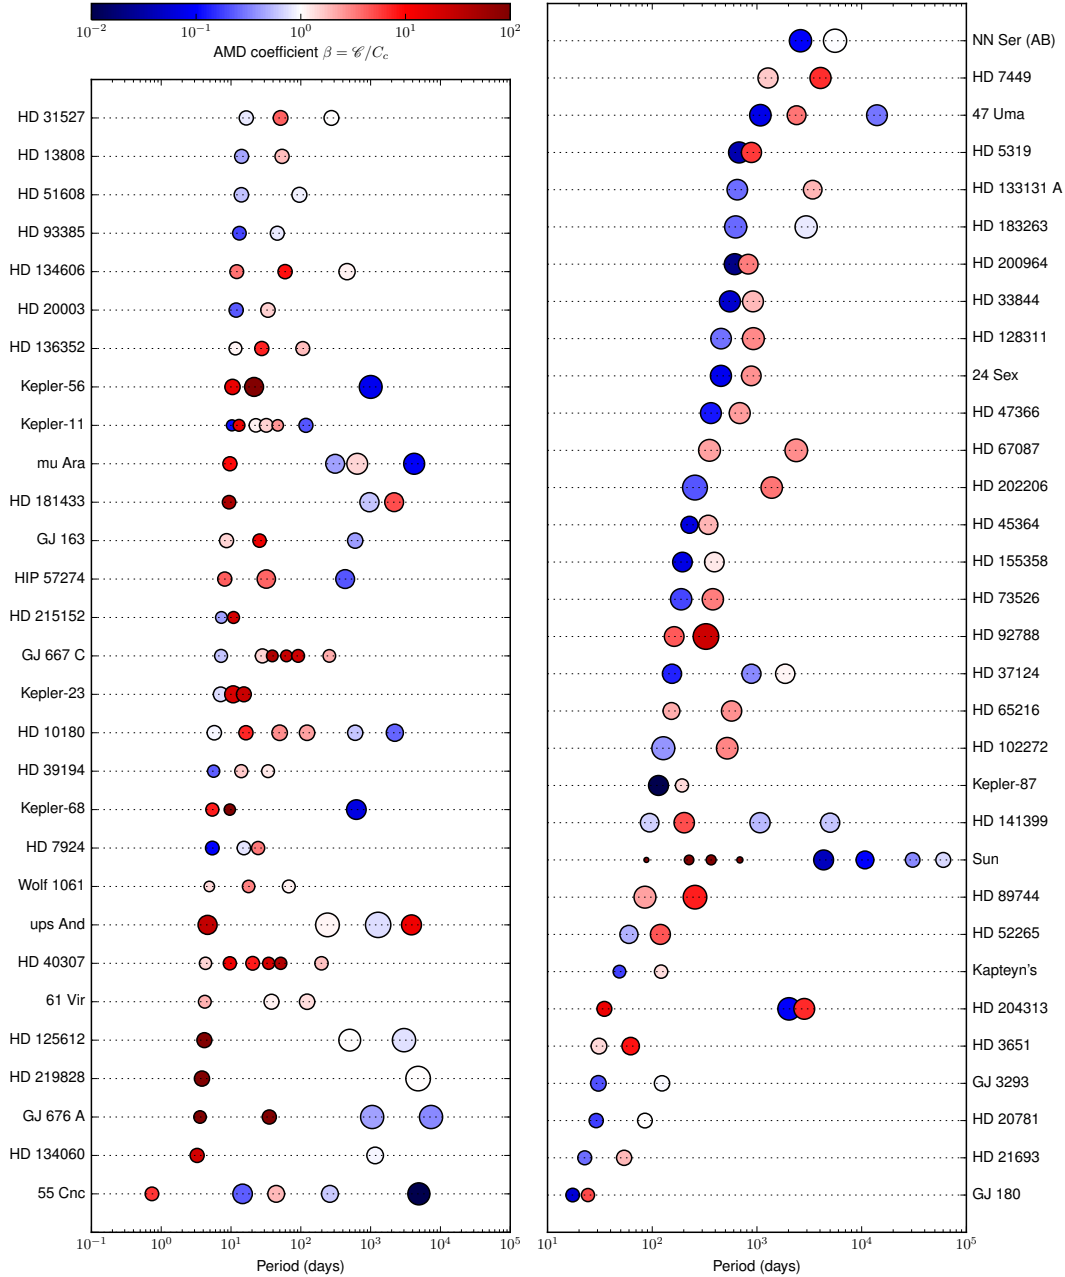 10⁻² 10⁻¹ 10⁰ 10¹ 10²
AMD coefficient β = 𝒞/C_c
HD 31527
HD 13808
HD 51608
HD 93385
HD 134606
HD 20003
HD 136352
Kepler-56
Kepler-11
mu Ara
HD 181433
GJ 163
HIP 57274
HD 215152
GJ 667 C
Kepler-23
HD 10180
HD 39194
Kepler-68
HD 7924
Wolf 1061
ups And
HD 40307
61 Vir
HD 125612
HD 219828
GJ 676 A
HD 134060
55 Cnc
10⁻¹ 10⁰ 10¹ 10² 10³ 10⁴ 10⁵
Period (days)
NN Ser (AB)
HD 7449
47 Uma
HD 5319
HD 133131 A
HD 183263
HD 200964
HD 33844
HD 128311
24 Sex
HD 47366
HD 67087
HD 202206
HD 45364
HD 155358
HD 73526
HD 92788
HD 37124
HD 65216
HD 102272
Kepler-87
HD 141399
Sun
HD 89744
HD 52265
Kapteyn's
HD 204313
HD 3651
GJ 3293
HD 20781
HD 21693
GJ 180
10¹ 10² 10³ 10⁴ 10⁵
Period (days)